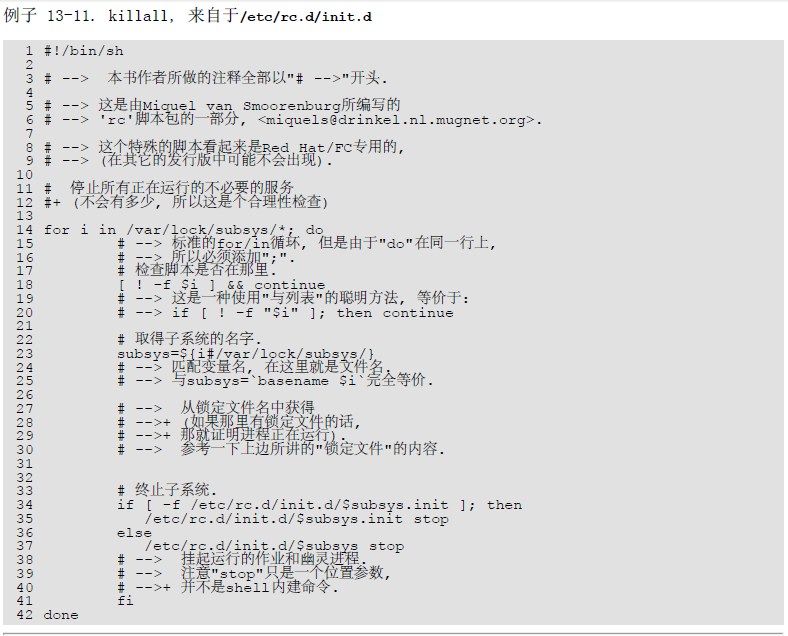 例子 13-11. killall, 来自于/etc/rc.d/init.d
1 #!/bin/sh
2
3 # --> 本书作者所做的注释全部以"# -->"开头.
4
5 # --> 这是由Miquel van Smoorenburg所编写的
6 # --> 'rc'脚本包的一部分, <miquels@drinkel.nl.mugnet.org>.
7
8 # --> 这个特殊的脚本看起来是Red Hat/FC专用的,
9 # --> (在其它的发行版中可能不会出现).
10
11 #  停止所有正在运行的不必要的服务
12 #+ (不会有多少, 所以这是个合理性检查)
13
14 for i in /var/lock/subsys/*; do
15         # --> 标准的for/in循环, 但是由于"do"在同一行上,
16         # --> 所以必须添加";".
17         # 检查脚本是否在那里.
18         [ ! -f $i ] && continue
19         # --> 这是一种使用"与列表"的聪明方法, 等价于:
20         # --> if [ ! -f "$i" ]; then continue
21
22         # 取得子系统的名字.
23         subsys=${i#/var/lock/subsys/}
24         # --> 匹配变量名, 在这里就是文件名.
25         # --> 与subsys=`basename $i`完全等价.
26
27         # -->  从锁定文件名中获得
28         # -->+ (如果那里有锁定文件的话,
29         # -->+ 那就证明进程正在运行).
30         # -->  参考一下上边所讲的"锁定文件"的内容.
31
32
33         # 终止子系统.
34         if [ -f /etc/rc.d/init.d/$subsys.init ]; then
35            /etc/rc.d/init.d/$subsys.init stop
36         else
37            /etc/rc.d/init.d/$subsys stop
38         # -->  挂起运行的作业和幽灵进程.
39         # -->  注意"stop"只是一个位置参数,
40         # -->+ 并不是shell内建命令.
41         fi
42 done